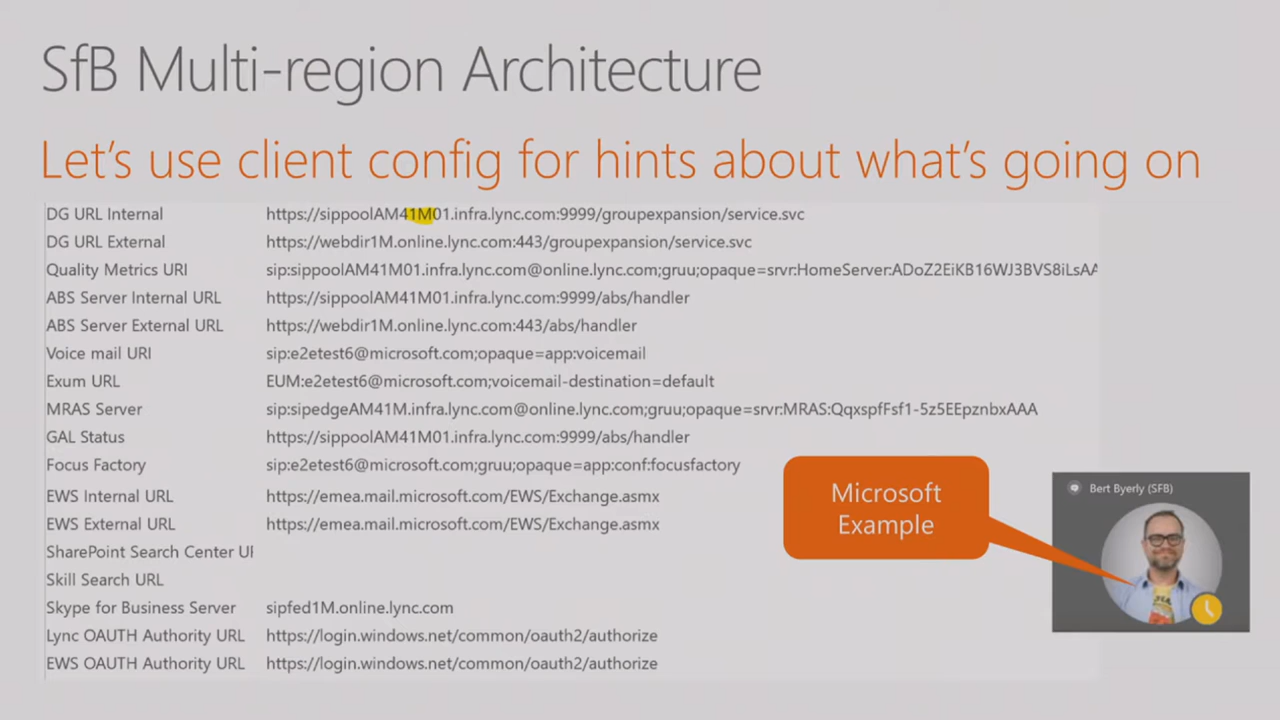 SfB Multi-region Architecture
Let's use client config for hints about what's going on
DG URL Internal https://sippoolAM41M01.infra.lync.com:9999/groupexpansion/service.svc
DG URL External https://webdir1M.online.lync.com:443/groupexpansion/service.svc
Quality Metrics URI sip:sippoolAM41M01.infra.lync.com@online.lync.com;gruu;opaque=srvr:HomeServer:ADoZ2EiKB16WJ3BVS8iLsAA
ABS Server Internal URL https://sippoolAM41M01.infra.lync.com:9999/abs/handler
ABS Server External URL https://webdir1M.online.lync.com:443/abs/handler
Voice mail URI sip:e2etest6@microsoft.com;opaque=app:voicemail
Exum URL EUM:e2etest6@microsoft.com;voicemail-destination=default
MRAS Server sip:sipedgeAM41M.infra.lync.com@online.lync.com;gruu;opaque=srvr:MRAS:QqxspfFsf1-5z5EEpznbxAAA
GAL Status https://sippoolAM41M01.infra.lync.com:9999/abs/handler
Focus Factory sip:e2etest6@microsoft.com;gruu;opaque=app:conf:focusfactory
EWS Internal URL https://emea.mail.microsoft.com/EWS/Exchange.asmx
EWS External URL https://emea.mail.microsoft.com/EWS/Exchange.asmx
SharePoint Search Center UR
Skill Search URL
Skype for Business Server sipfed1M.online.lync.com
Lync OAUTH Authority URL https://login.windows.net/common/oauth2/authorize
EWS OAUTH Authority URL https://login.windows.net/common/oauth2/authorize
Microsoft
Example
Bert Byerly (SFB)